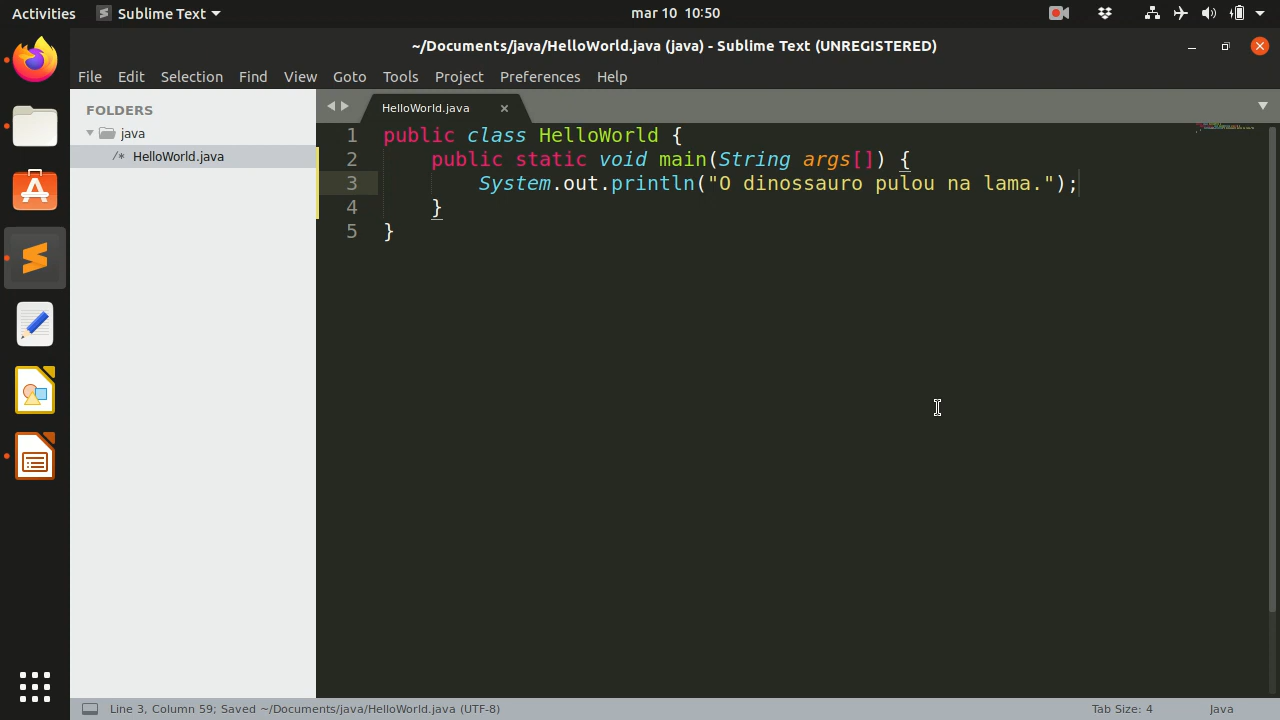 Activities
Sublime Text
mar 10 10:50
~/Documents/java/HelloWorld.java (java) - Sublime Text (UNREGISTERED)
File Edit Selection Find View Goto Tools Project Preferences Help
FOLDERS
java
/* HelloWorld.java
HelloWorld.java ×
1 public class HelloWorld {
2 public static void main(String args[]) {
3 System.out.println("O dinossauro pulou na lama.");
4 }
5 }
Line 3, Column 59; Saved ~/Documents/java/HelloWorld.java (UTF-8)
Tab Size: 4
Java